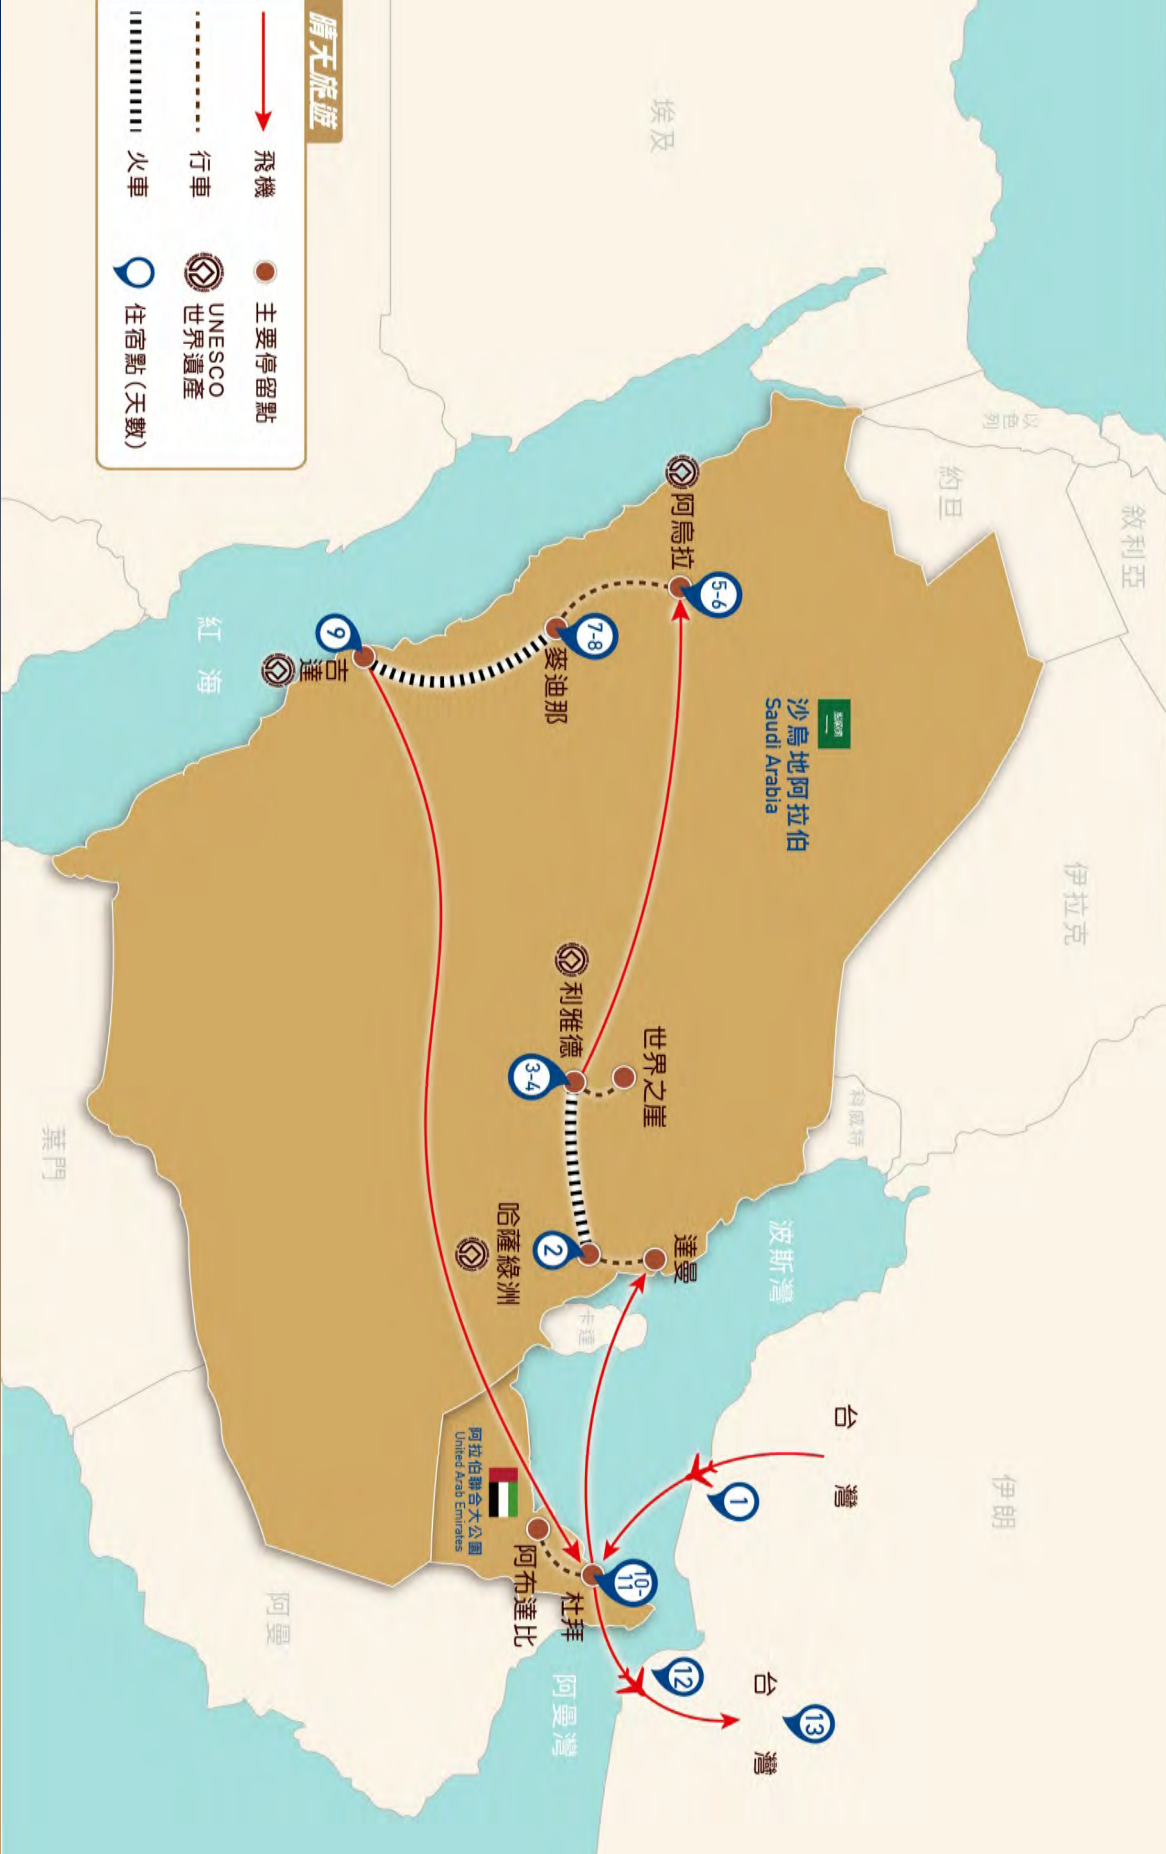 晴天旅遊
飛機
行車
火車
主要停留點
UNESCO
世界遺產
住宿點(天數)
埃及
以色列
約旦
敘利亞
伊拉克
科威特
伊朗
波斯灣
卡達
紅海
葉門
阿曼
阿曼灣
沙烏地阿拉伯
Saudi Arabia
阿拉伯聯合大公國
United Arab Emirates
台灣
1
達曼
2
哈薩綠洲
3-4
利雅德
世界之崖
5-6
阿烏拉
7-8
麥迪那
9
吉達
10-
11
杜拜
阿布達比
12
13
台灣